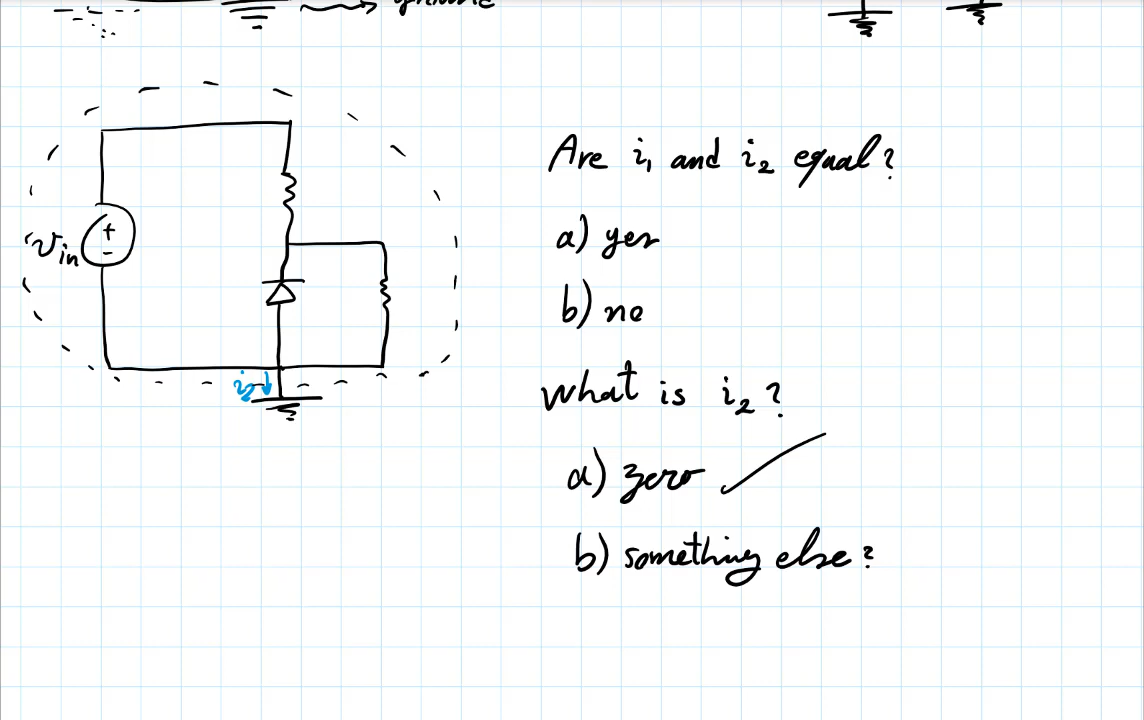 Are i₁ and i₂ equal?
a) yes
b) no
v_in
+
-
What is i₂?
i₂
a) zero
b) something else?